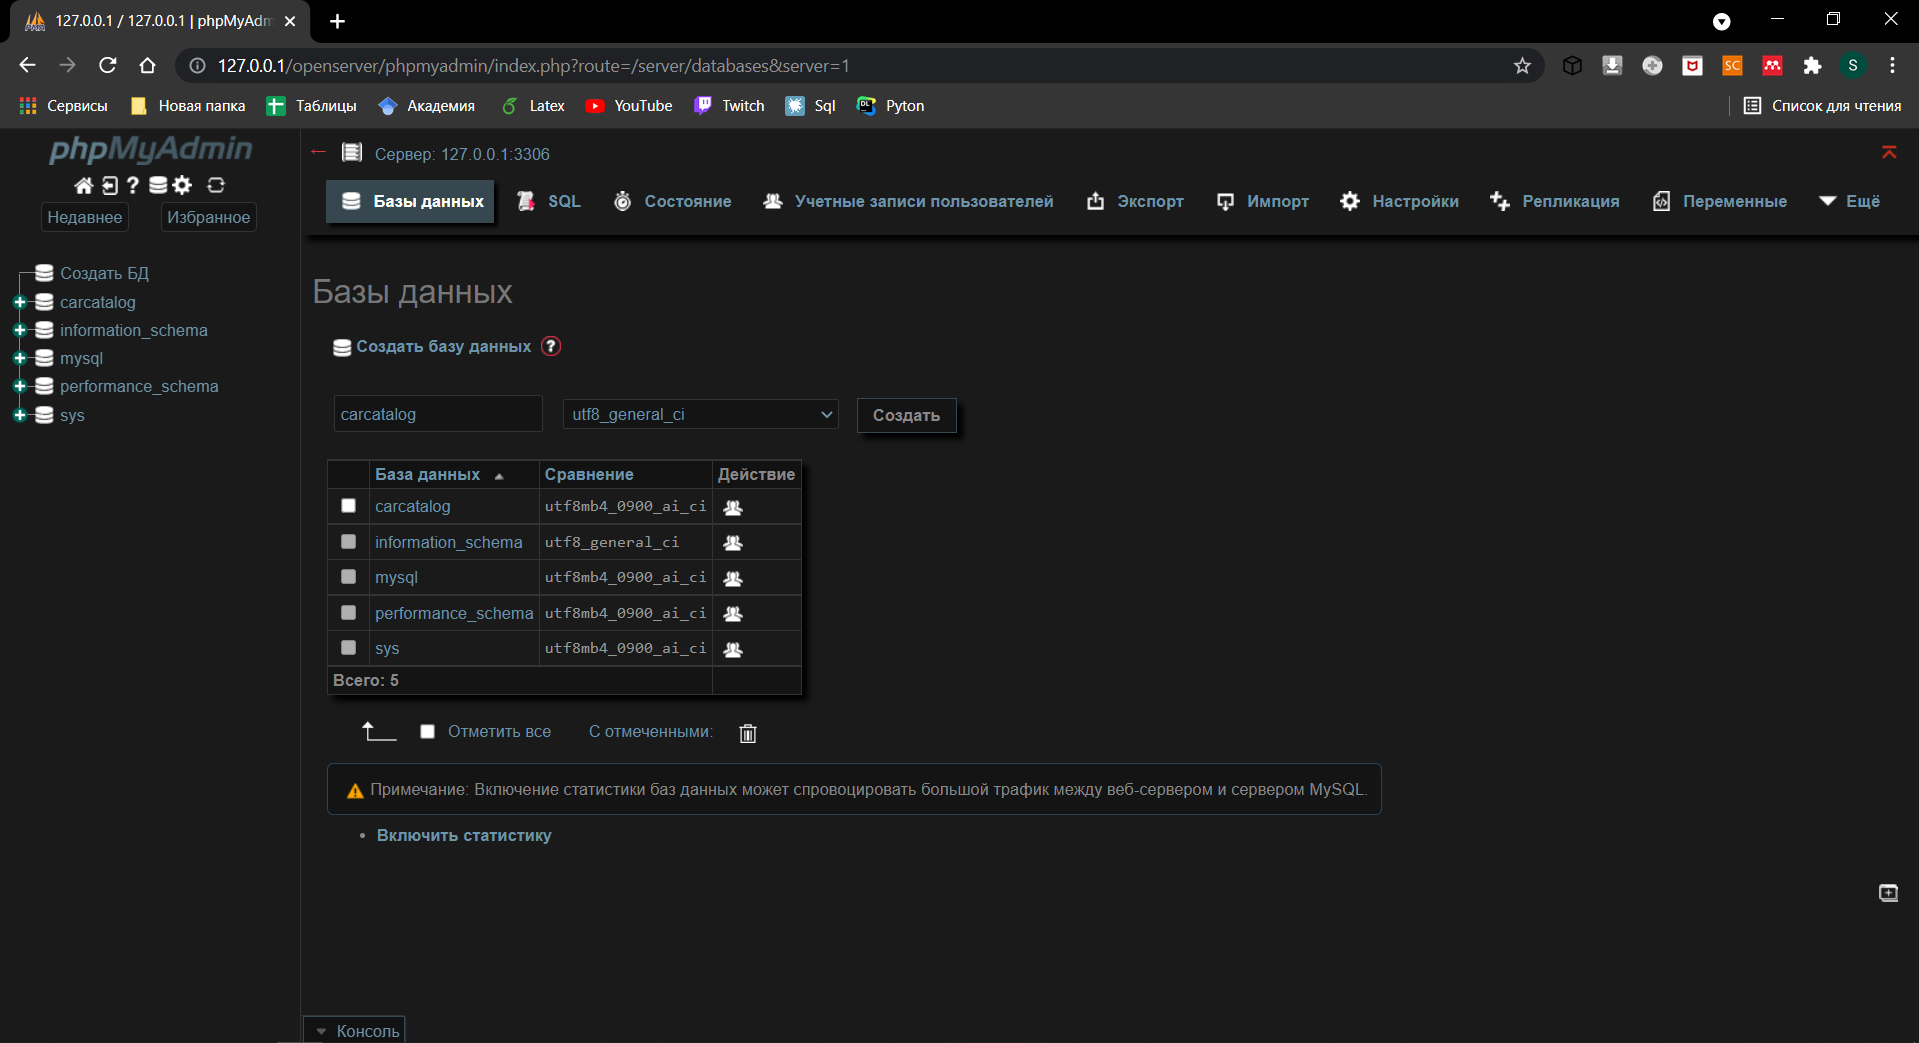 127.0.0.1 / 127.0.0.1 | phpMyAdm
127.0.0.1/openserver/phpmyadmin/index.php?route=/server/databases&server=1
SC
S
Сервисы Новая папка Таблицы Академия Latex YouTube Twitch Sql Pyton Список для чтения
phpMyAdmin
Недавнее Избранное
Создать БД
carcatalog
information_schema
mysql
performance_schema
sys
Сервер: 127.0.0.1:3306
Базы данных SQL Состояние Учетные записи пользователей Экспорт Импорт Настройки Репликация Переменные Ещё
Базы данных
Создать базу данных
carcatalog utf8_general_ci Создать
База данных Сравнение Действие
carcatalog utf8mb4_0900_ai_ci
information_schema utf8_general_ci
mysql utf8mb4_0900_ai_ci
performance_schema utf8mb4_0900_ai_ci
sys utf8mb4_0900_ai_ci
Всего: 5
Отметить все С отмеченными:
Примечание: Включение статистики баз данных может спровоцировать большой трафик между веб-сервером и сервером MySQL.
• Включить статистику
Консоль